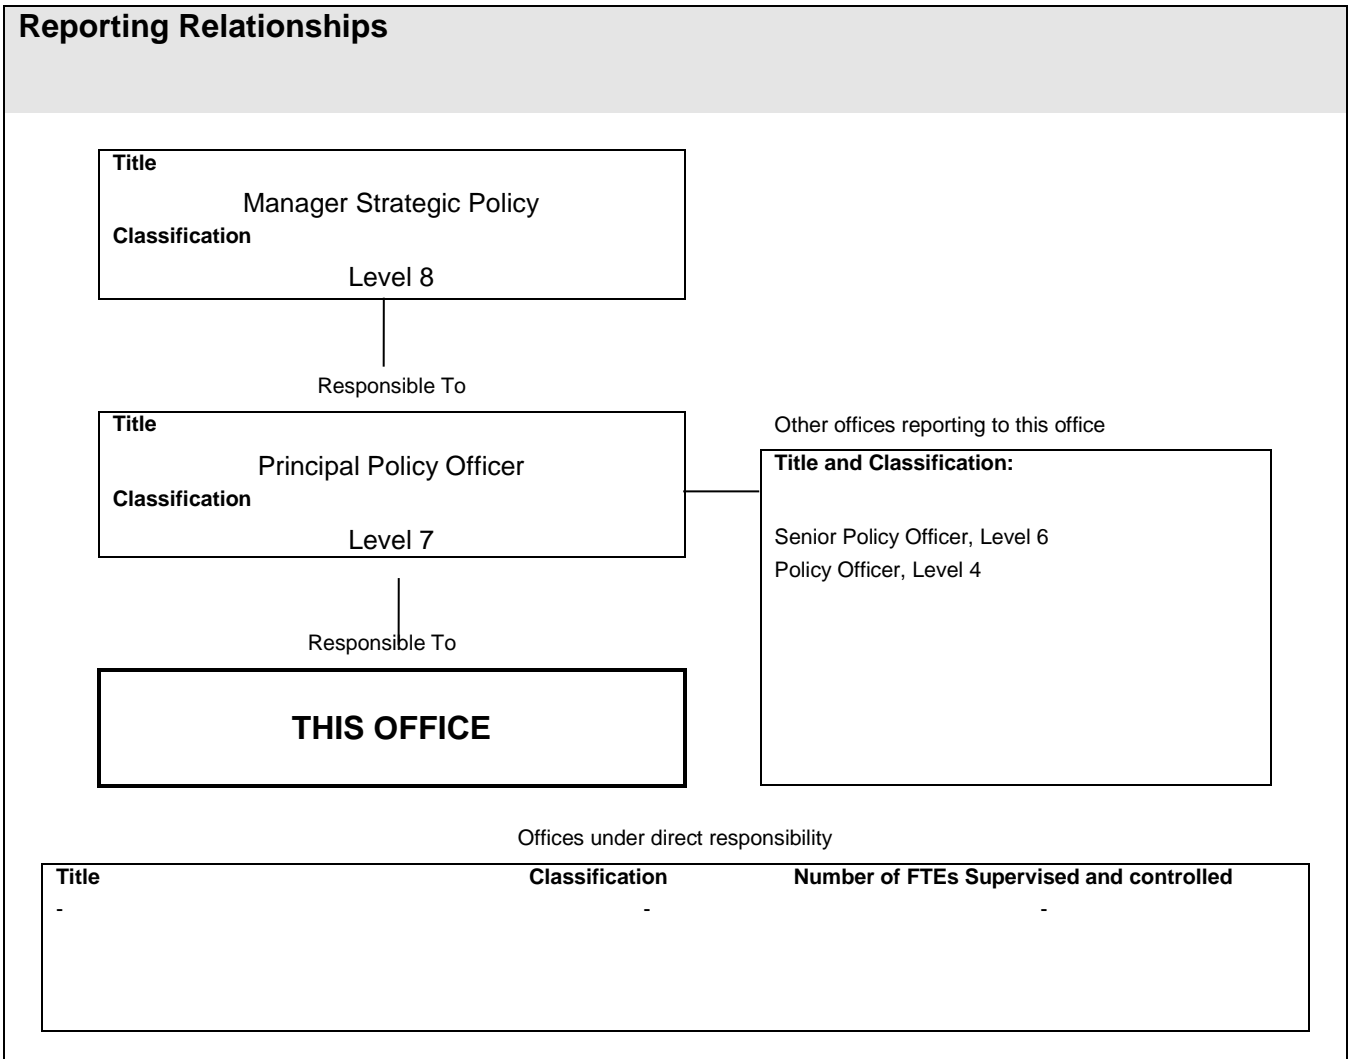 Reporting Relationships
Title
Manager Strategic Policy
Classification
Level 8
Responsible To
Title
Principal Policy Officer
Classification
Level 7
Other offices reporting to this office
Title and Classification:
Senior Policy Officer, Level 6
Policy Officer, Level 4
Responsible To
THIS OFFICE
Offices under direct responsibility
Title Classification Number of FTEs Supervised and controlled
- - -